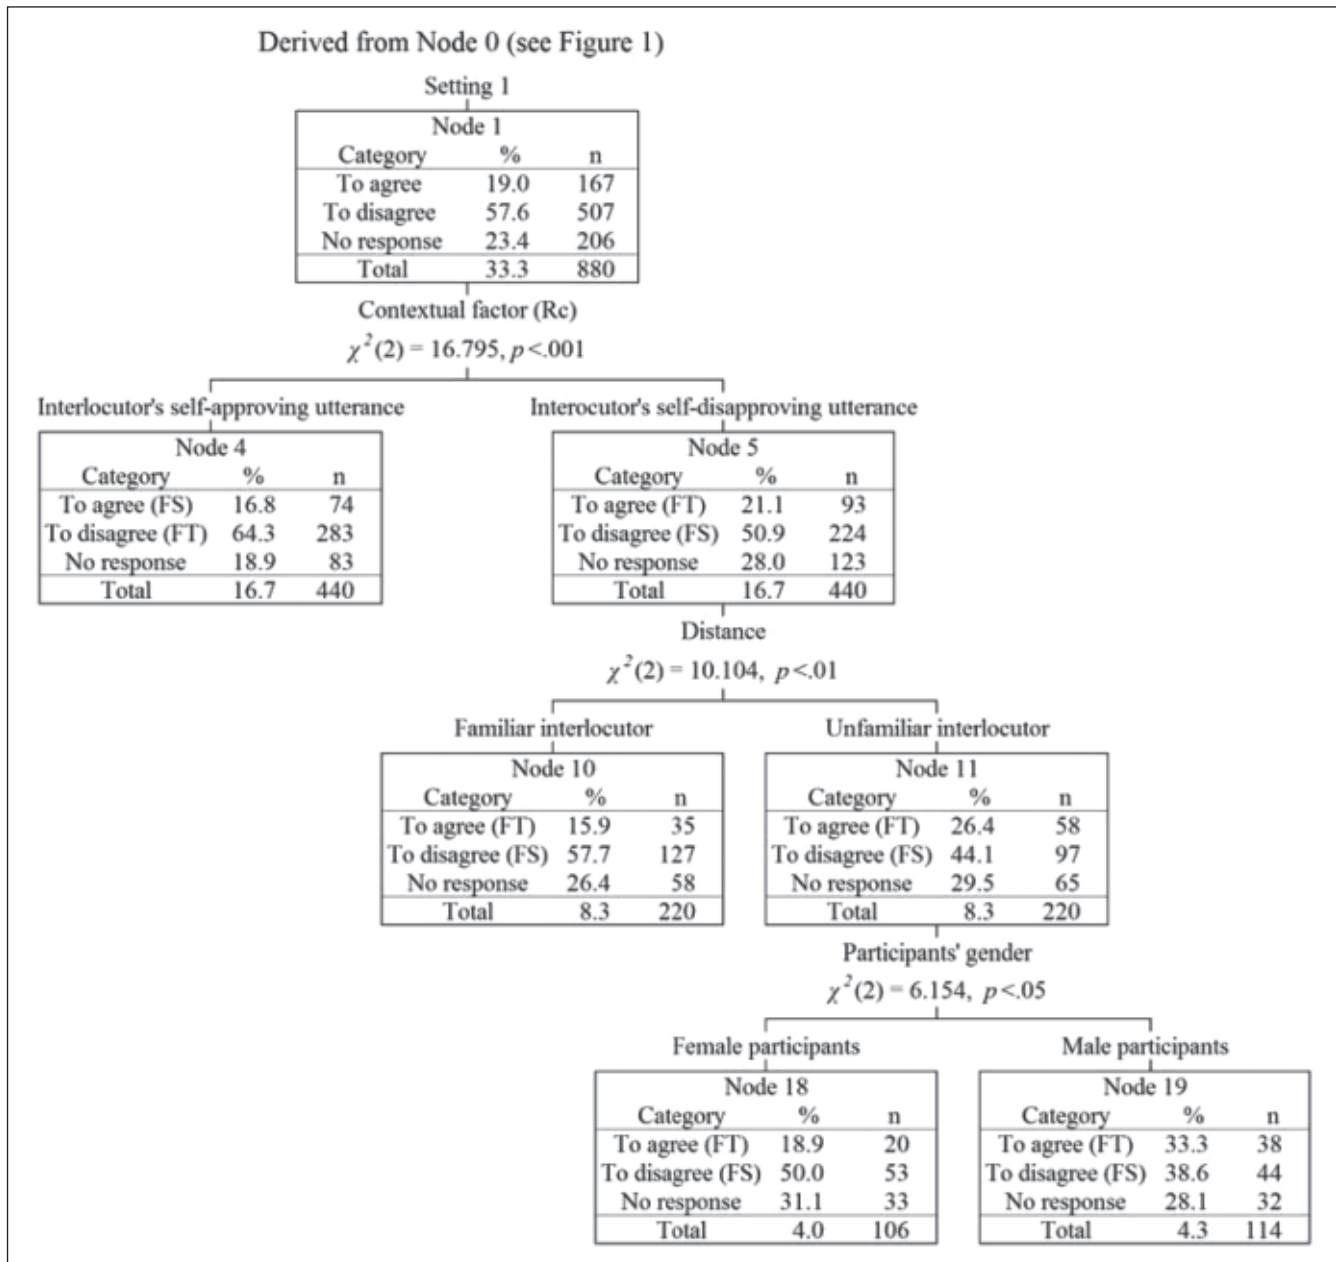 Derived from Node 0 (see Figure 1)
Setting 1
Node 1
Category % n
To agree 19.0 167
To disagree 57.6 507
No response 23.4 206
Total 33.3 880
Contextual factor (Rc)
χ²(2) = 16.795, p<.001
Interlocutor's self-approving utterance Interocutor's self-disapproving utterance
Node 4 Node 5
Category % n Category % n
To agree (FS) 16.8 74 To agree (FT) 21.1 93
To disagree (FT) 64.3 283 To disagree (FS) 50.9 224
No response 18.9 83 No response 28.0 123
Total 16.7 440 Total 16.7 440
Distance
χ²(2) = 10.104, p<.01
Familiar interlocutor Unfamiliar interlocutor
Node 10 Node 11
Category % n Category % n
To agree (FT) 15.9 35 To agree (FT) 26.4 58
To disagree (FS) 57.7 127 To disagree (FS) 44.1 97
No response 26.4 58 No response 29.5 65
Total 8.3 220 Total 8.3 220
Participants' gender
χ²(2) = 6.154, p<.05
Female participants Male participants
Node 18 Node 19
Category % n Category % n
To agree (FT) 18.9 20 To agree (FT) 33.3 38
To disagree (FS) 50.0 53 To disagree (FS) 38.6 44
No response 31.1 33 No response 28.1 32
Total 4.0 106 Total 4.3 114